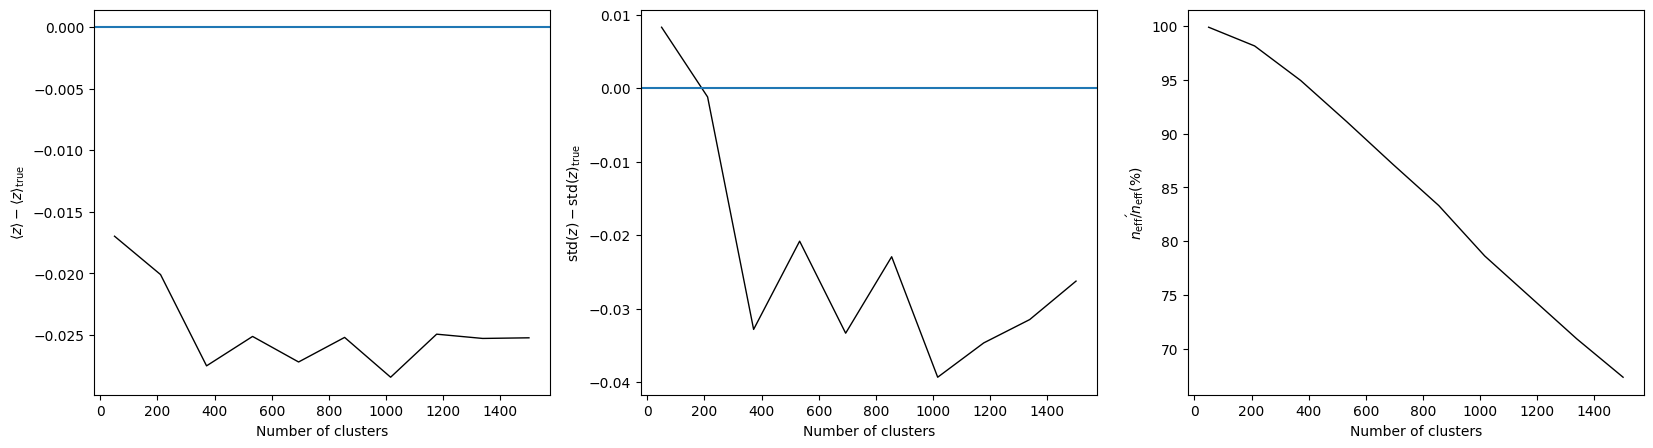 0.000
−0.005
−0.010
−0.015
−0.020
−0.025
⟨z⟩ − ⟨z⟩true
0 200 400 600 800 1000 1200 1400
Number of clusters
0.01
0.00
−0.01
−0.02
−0.03
−0.04
std(z) − std(z)true
0 200 400 600 800 1000 1200 1400
Number of clusters
100
95
90
85
80
75
70
n′eff/neff(%)
0 200 400 600 800 1000 1200 1400
Number of clusters